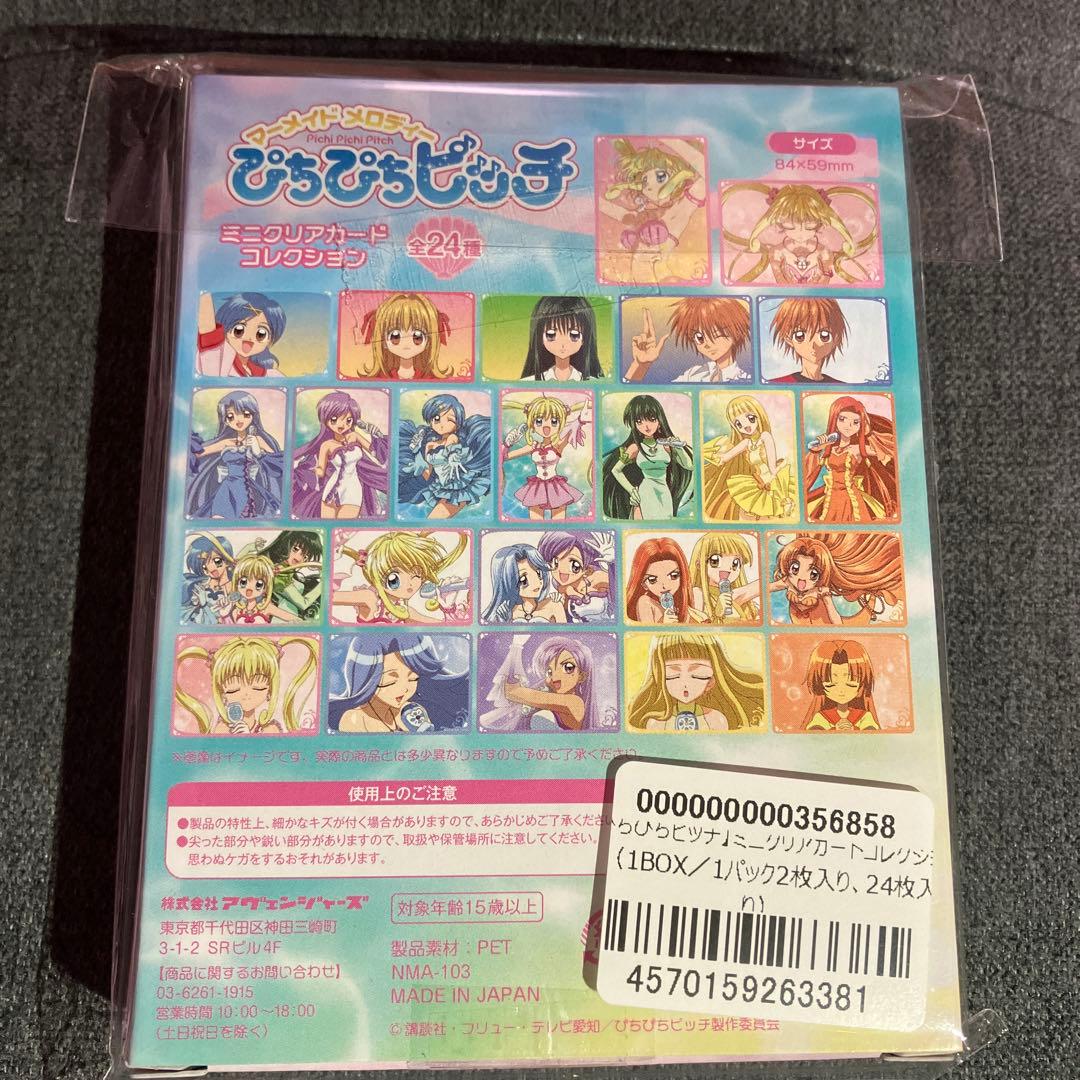 マーメイド メロディー
Pichi Pichi Pitch
ぴちぴちピッチ
ミニクリアカード
コレクション
全24種
サイズ
84×59mm
※画像はイメージです。実際の商品とは多少異なりますので予めご了承ください
使用上のご注意
●製品の特性上、細かなキズが付く場合がありますので、あらかじめご了承ください
●尖った部分や鋭い部分がありますので、取扱や保管場所に注意してください。
思わぬケガをするおそれがあります。
株式会社アヴェンジャーズ
東京都千代田区神田三崎町
3-1-2 SRビル4F
【商品に関するお問い合わせ】
03-6261-1915
営業時間 10:00~18:00
(土日祝日を除く)
対象年齢15歳以上
製品素材：PET
NMA-103
MADE IN JAPAN
©講談社・フリュー・テレビ愛知／ぴちぴちピッチ製作委員会
000000000356858
ちぴちピッチ』ミニクリアカードコレクショ
（1BOX／1パック2枚入り、24枚入
り）
4570159263381